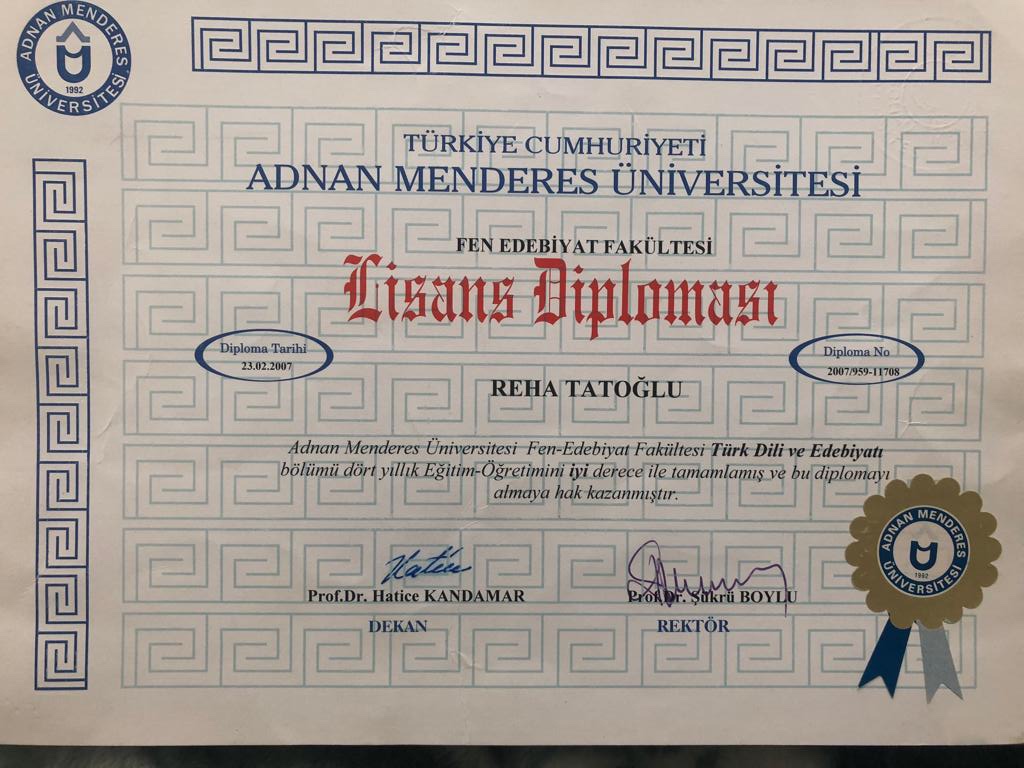 ADNAN MENDERES ÜNİVERSİTESİ
1992
TÜRKİYE CUMHURİYETİ
ADNAN MENDERES ÜNİVERSİTESİ
FEN EDEBİYAT FAKÜLTESİ
Lisans Diploması
Diploma Tarihi
23.02.2007
Diploma No
2007/959-11708
REHA TATOĞLU
Adnan Menderes Üniversitesi Fen-Edebiyat Fakültesi Türk Dili ve Edebiyatı
bölümü dört yıllık Eğitim-Öğretimini iyi derece ile tamamlamış ve bu diplomayı
almaya hak kazanmıştır.
Hatice
Prof.Dr. Hatice KANDAMAR
DEKAN
Prof.Dr. Şükrü BOYLU
REKTÖR
ADNAN MENDERES ÜNİVERSİTESİ
1992